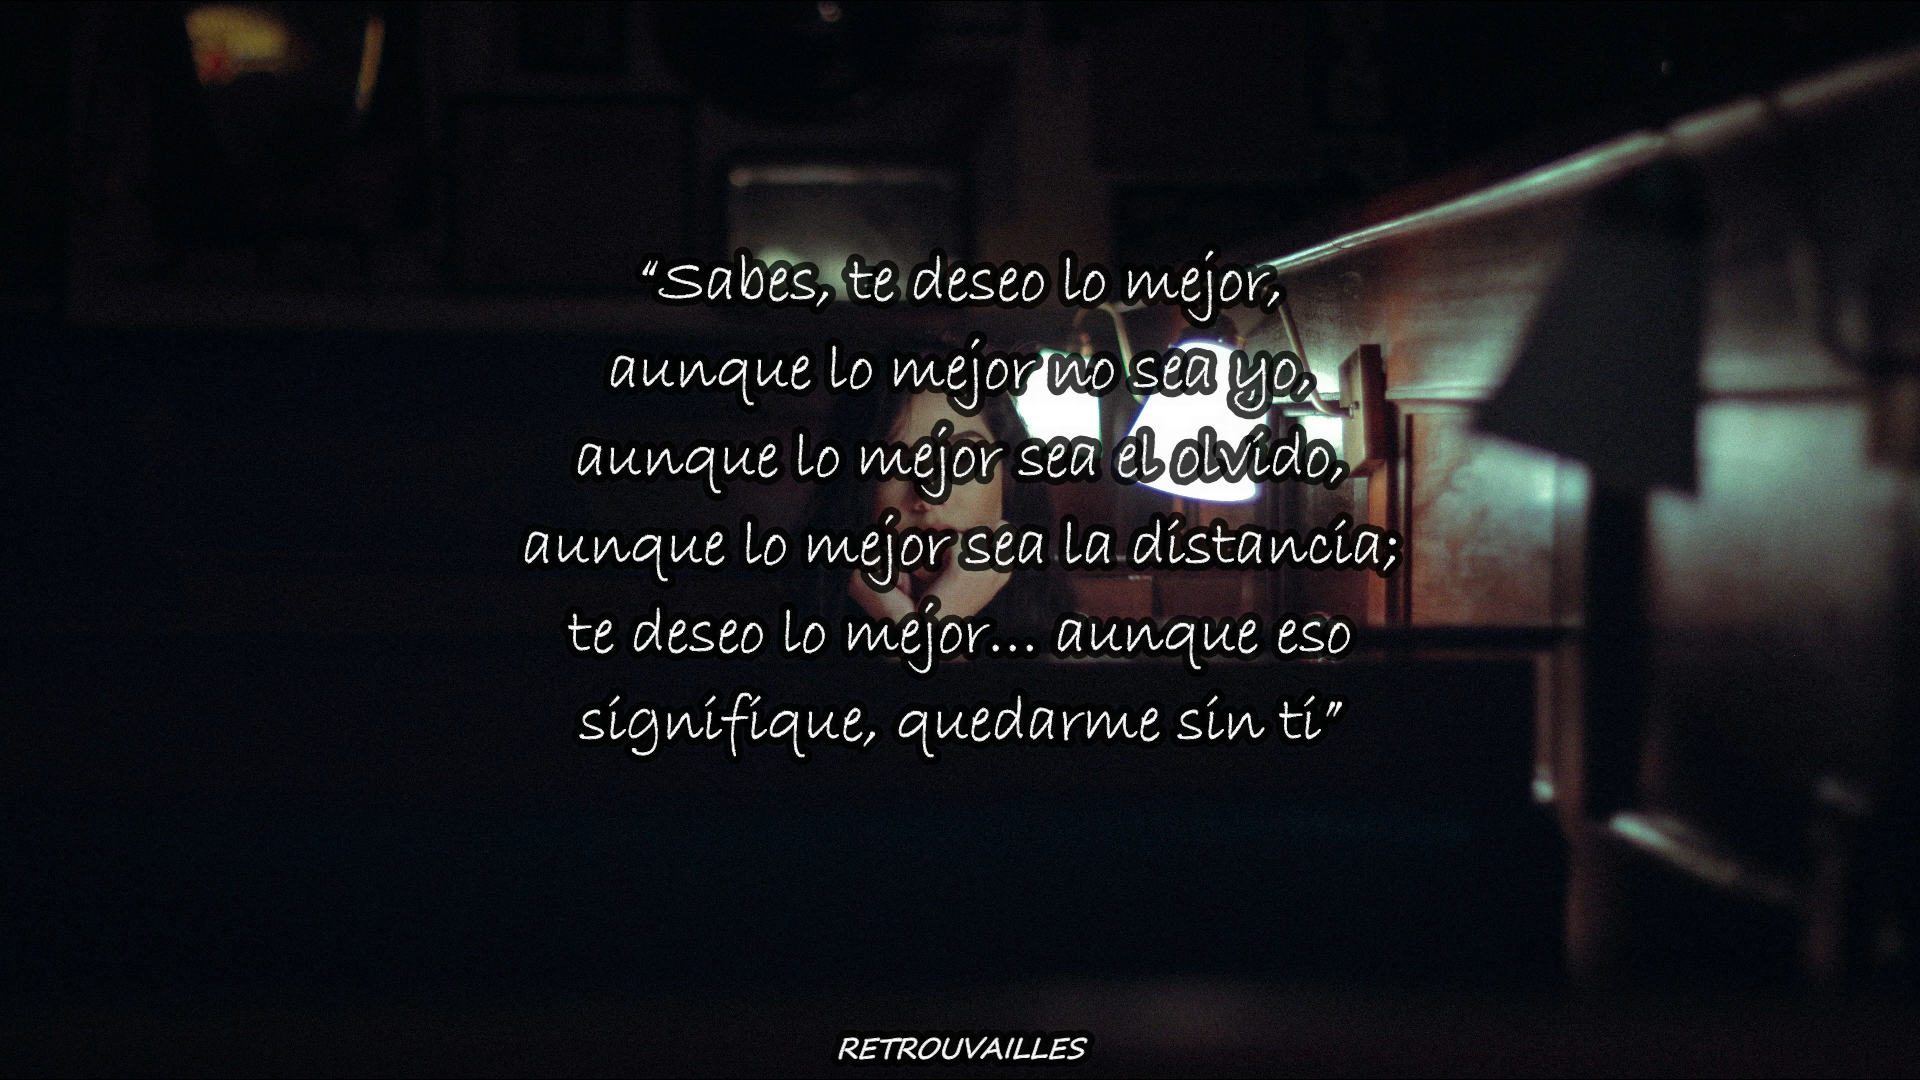 “Sabes, te deseo lo mejor,
aunque lo mejor no sea yo,
aunque lo mejor sea el olvido,
aunque lo mejor sea la distancia;
te deseo lo mejor... aunque eso
signifique, quedarme sin ti”
RETROUVAILLES